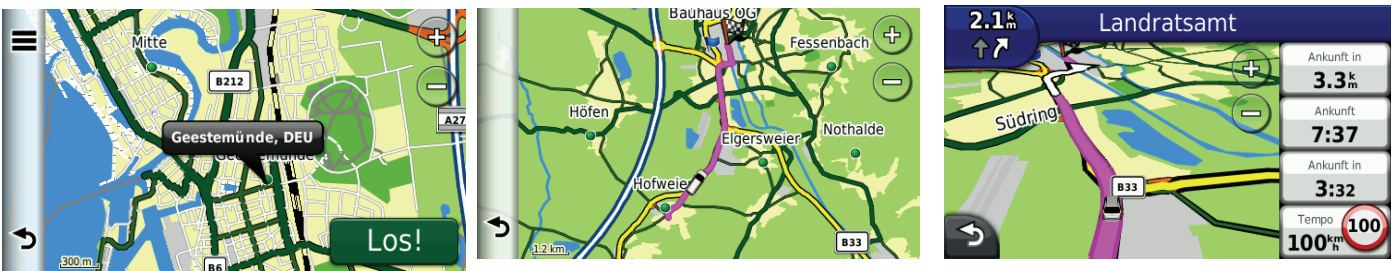 Mitte
B212
A27
Geestemünde, DEU
Los!
300 m
B6
Bauhaus OG
Fessenbach
Höfen
Elgersweier
Nothalde
Hofweie
B33
1.2 km
2.1 km
Landratsamt
Südring
B33
Ankunft in
3.3 km
Ankunft
7:37
Ankunft in
3:32
Tempo
100 km/h
100